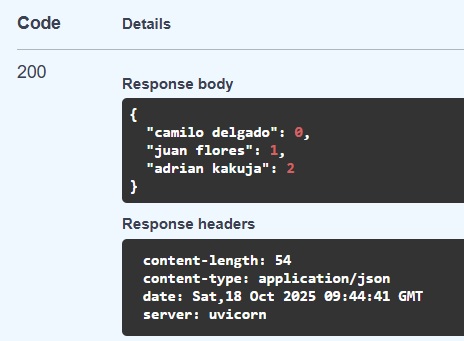 Code Details
200
Response body
{
"camilo delgado": 0,
"juan flores": 1,
"adrian kakuja": 2
}
Response headers
content-length: 54
content-type: application/json
date: Sat,18 Oct 2025 09:44:41 GMT
server: uvicorn